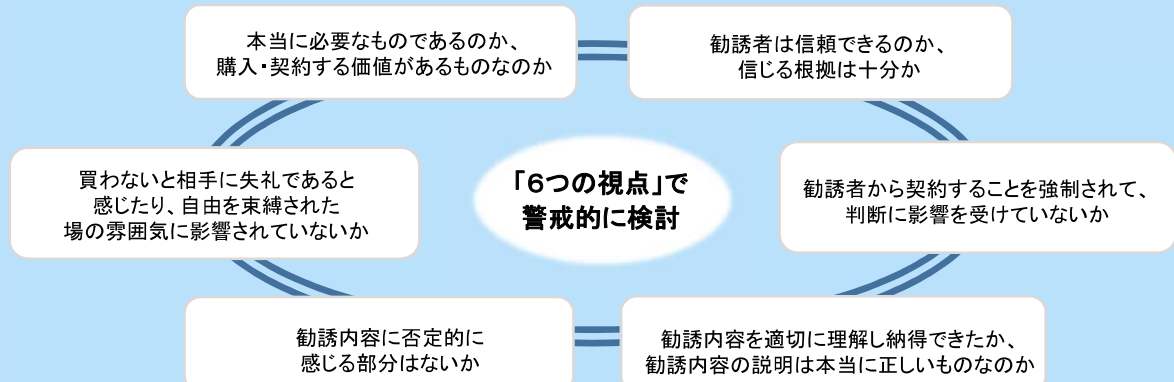 本当に必要なものであるのか、
購入・契約する価値があるものなのか
勧誘者は信頼できるのか、
信じる根拠は十分か
買わないと相手に失礼であると
感じたり、自由を束縛された
場の雰囲気に影響されていないか
「6つの視点」で
警戒的に検討
勧誘者から契約することを強制されて、
判断に影響を受けていないか
勧誘内容に否定的に
感じる部分はないか
勧誘内容を適切に理解し納得できたか、
勧誘内容の説明は本当に正しいものなのか